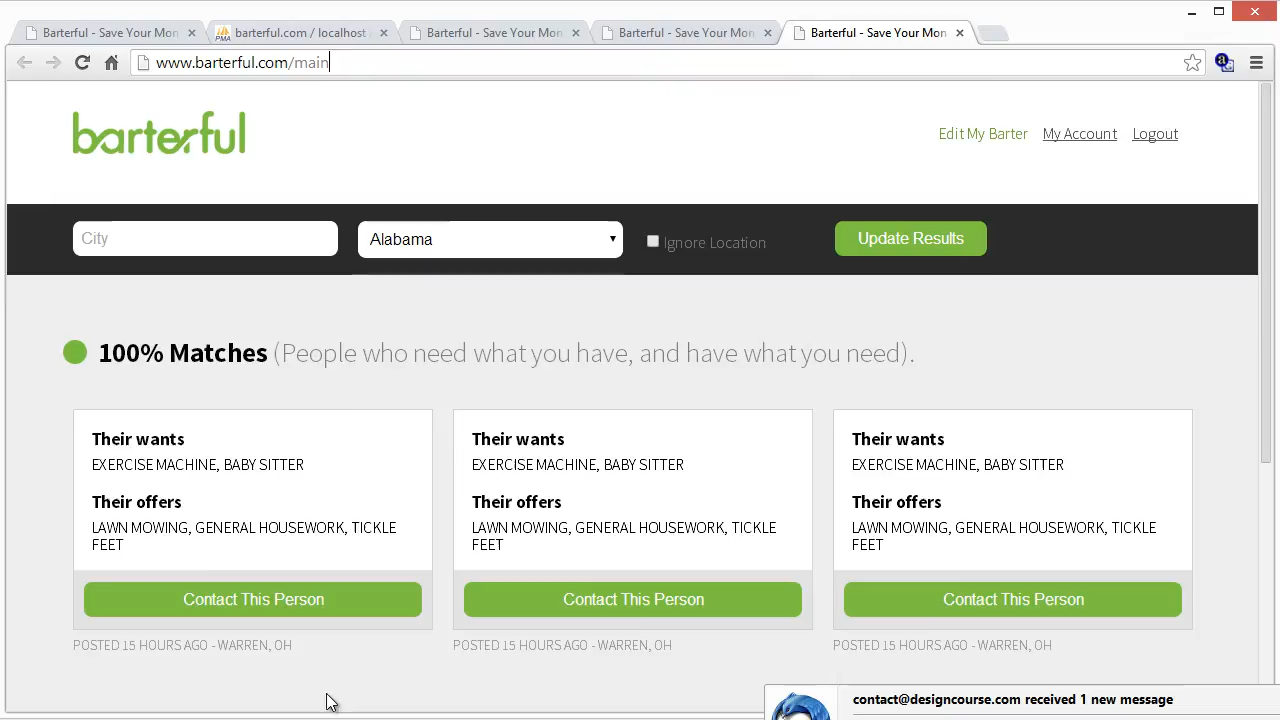 Barterful - Save Your Mon
barterful.com / localhost
Barterful - Save Your Mon
Barterful - Save Your Mon
Barterful - Save Your Mon
PMA
www.barterful.com/main
a
barterful
Edit My Barter My Account Logout
City
Alabama
Ignore Location
Update Results
100% Matches (People who need what you have, and have what you need).
Their wants
EXERCISE MACHINE, BABY SITTER
Their offers
LAWN MOWING, GENERAL HOUSEWORK, TICKLE
FEET
Contact This Person
POSTED 15 HOURS AGO - WARREN, OH
Their wants
EXERCISE MACHINE, BABY SITTER
Their offers
LAWN MOWING, GENERAL HOUSEWORK, TICKLE
FEET
Contact This Person
POSTED 15 HOURS AGO - WARREN, OH
Their wants
EXERCISE MACHINE, BABY SITTER
Their offers
LAWN MOWING, GENERAL HOUSEWORK, TICKLE
FEET
Contact This Person
POSTED 15 HOURS AGO - WARREN, OH
contact@designcourse.com received 1 new message